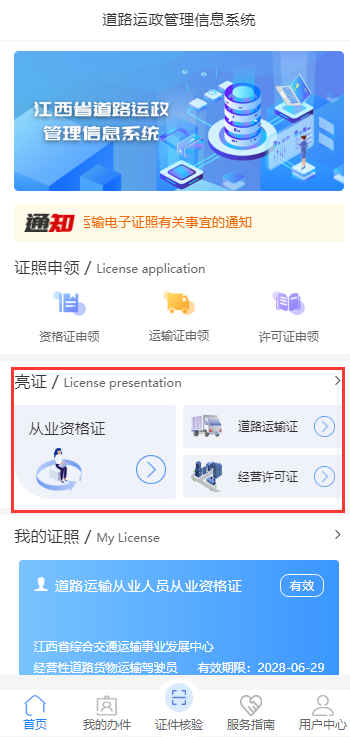 道路运政管理信息系统
江西省道路运政
管理信息系统
通知 运输电子证照有关事宜的通知
证照申领 / License application
资格证申领 运输证申领 许可证申领
亮证 / License presentation
从业资格证
道路运输证
经营许可证
我的证照 / My License
道路运输从业人员从业资格证 有效
江西省综合交通运输事业发展中心
经营性道路货物运输驾驶员 有效期限：2028-06-29
首页 我的办件 证件核验 服务指南 用户中心